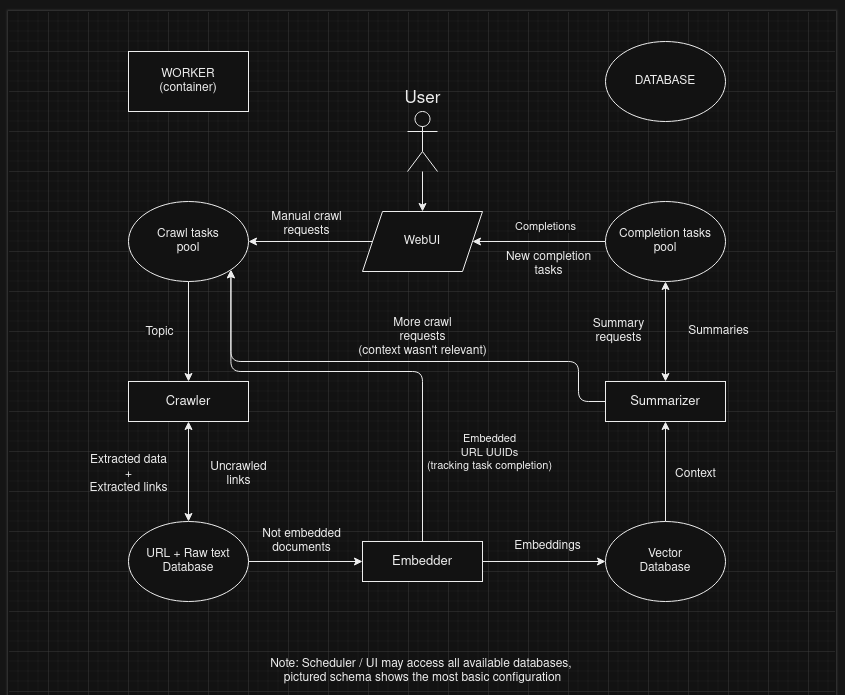 WORKER
(container)
DATABASE
User
Crawl tasks
pool
Manual crawl
requests
WebUI
Completions
New completion
tasks
Completion tasks
pool
Topic
More crawl
requests
(context wasn't relevant)
Summary
requests
Summaries
Crawler
Summarizer
Extracted data
+
Extracted links
Uncrawled
links
Embedded
URL UUIDs
(tracking task completion)
Context
URL + Raw text
Database
Not embedded
documents
Embedder
Embeddings
Vector
Database
Note: Scheduler / UI may access all available databases,
pictured schema shows the most basic configuration